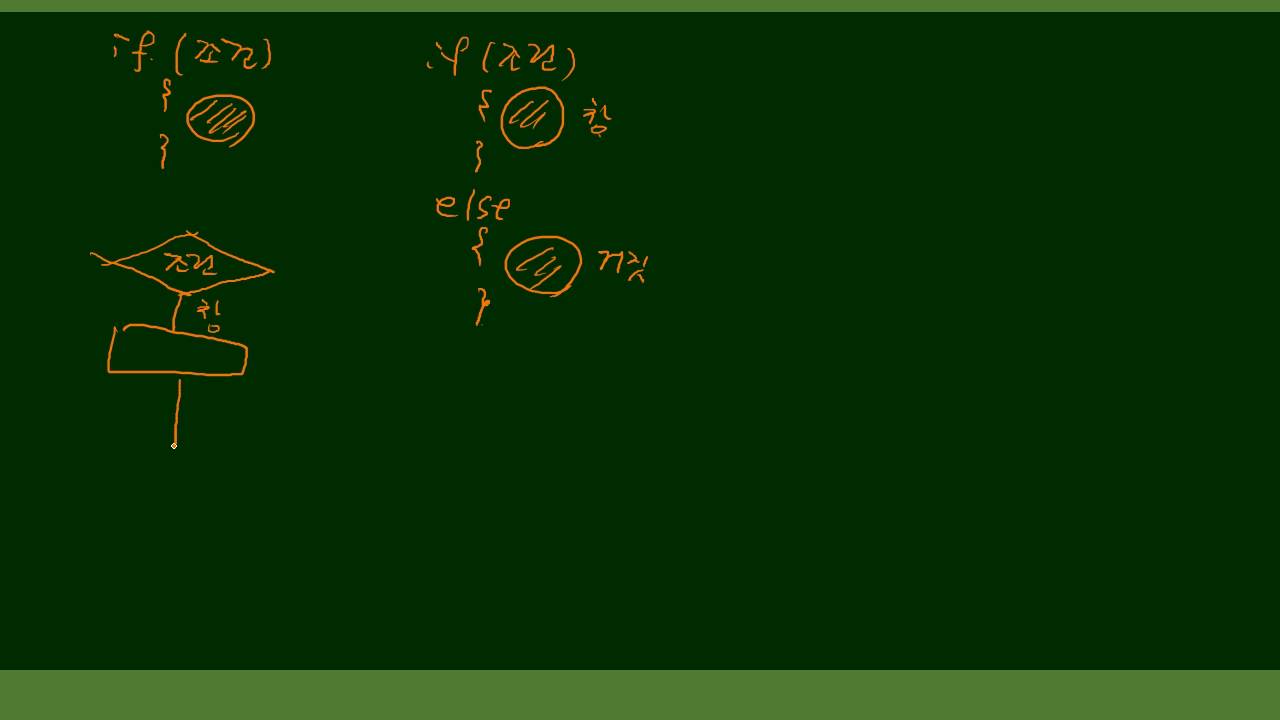 if (조건)
{
}
조건
참
if (조건)
{ 참
}
else
{ 거짓
}